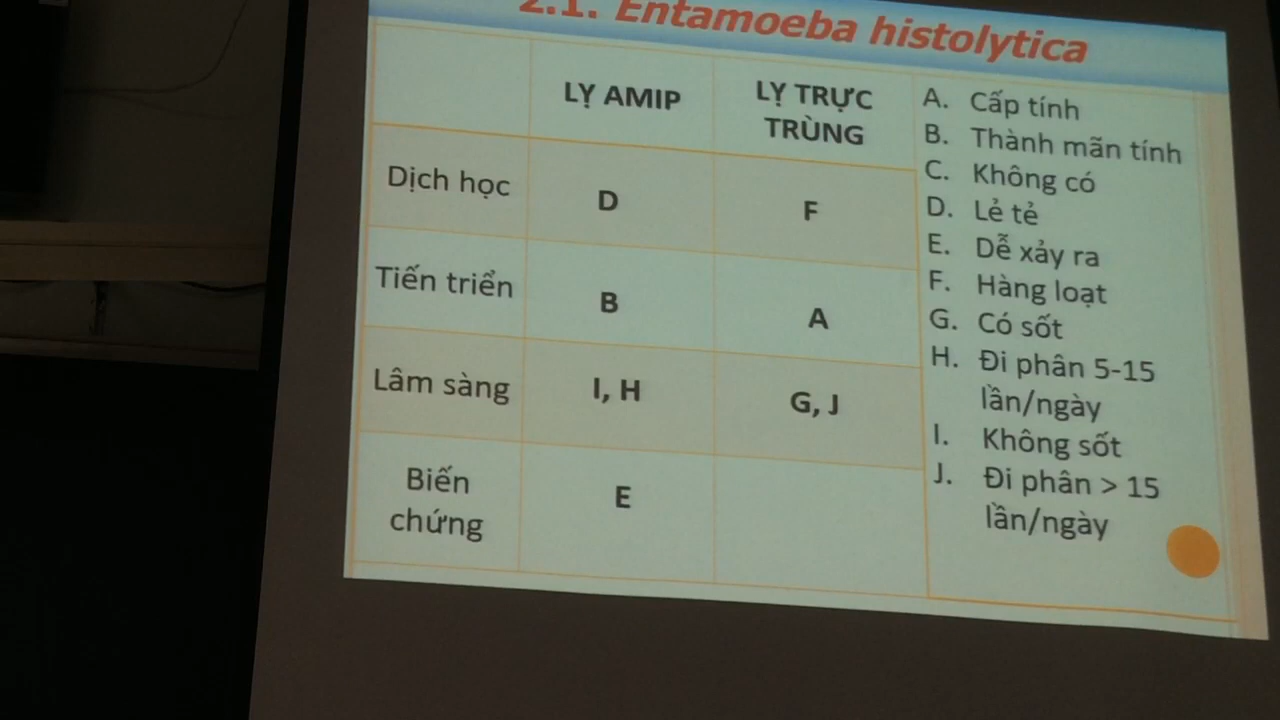 2.1. Entamoeba histolytica
LỴ AMIP
LỴ TRỰC
TRÙNG
Dịch học
D
F
Tiến triển
B
A
Lâm sàng
I, H
G, J
Biến
chứng
E
A. Cấp tính
B. Thành mãn tính
C. Không có
D. Lẻ tẻ
E. Dễ xảy ra
F. Hàng loạt
G. Có sốt
H. Đi phân 5-15
lần/ngày
I. Không sốt
J. Đi phân > 15
lần/ngày